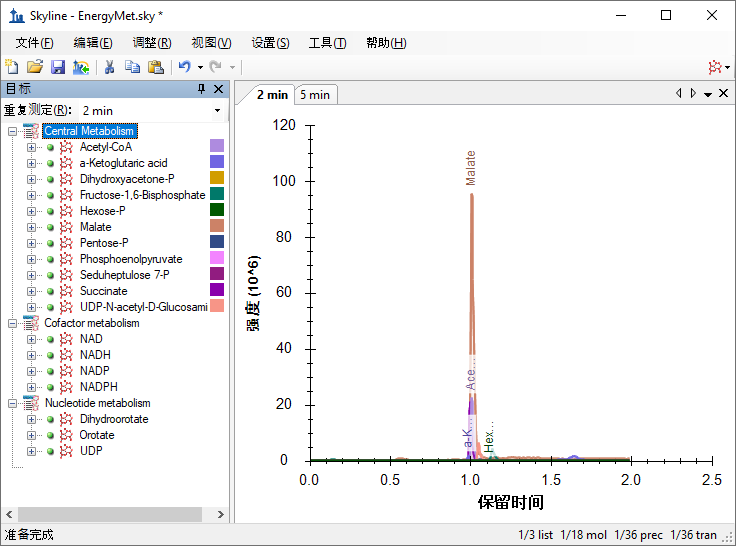 Skyline - EnergyMet.sky *
文件(F) 编辑(E) 调整(R) 视图(V) 设置(S) 工具(T) 帮助(H)
目标
重复测定(R): 2 min
Central Metabolism
Acetyl-CoA
a-Ketoglutaric acid
Dihydroxyacetone-P
Fructose-1,6-Bisphosphate
Hexose-P
Malate
Pentose-P
Phosphoenolpyruvate
Seduheptulose 7-P
Succinate
UDP-N-acetyl-D-Glucosami
Cofactor metabolism
NAD
NADH
NADP
NADPH
Nucleotide metabolism
Dihydroorotate
Orotate
UDP
2 min 5 min
120
100
80
60
40
20
0
强度 (10^6)
Malate
Ace...
a-K...
Hex...
0.0 0.5 1.0 1.5 2.0 2.5
保留时间
准备完成 1/3 list 1/18 mol 1/36 prec 1/36 tran